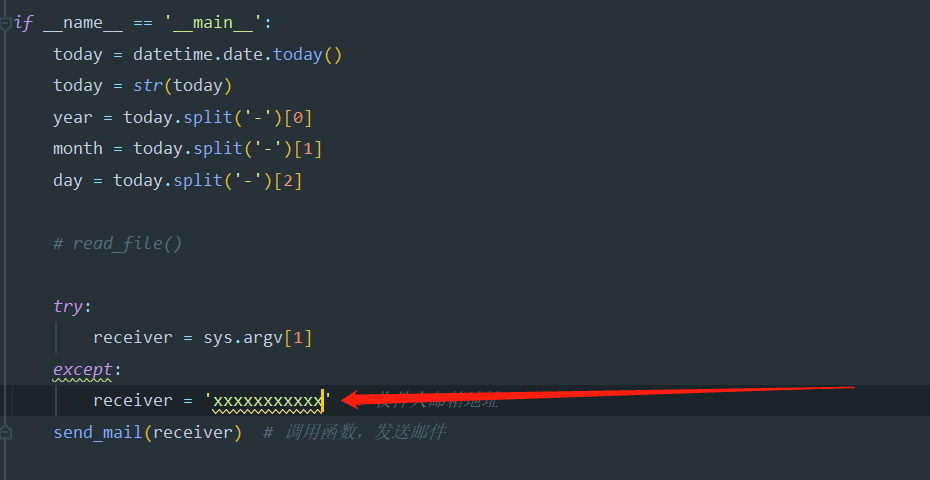 if __name__ == '__main__':
today = datetime.date.today()
today = str(today)
year = today.split('-')[0]
month = today.split('-')[1]
day = today.split('-')[2]
# read_file()
try:
receiver = sys.argv[1]
except:
receiver = 'xxxxxxxxxxx' 收件人邮箱地址
send_mail(receiver) # 调用函数，发送邮件